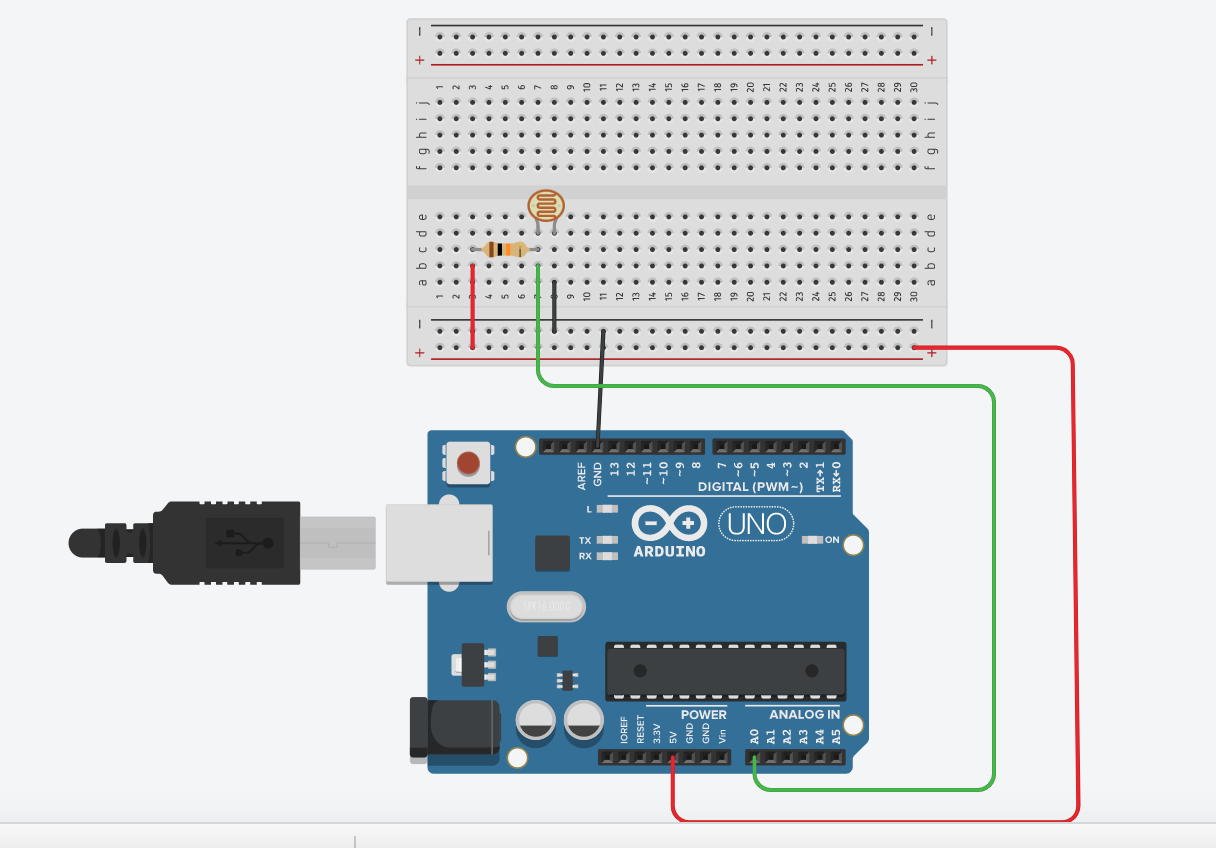 − −
+ +
1 2 3 4 5 6 7 8 9 10 11 12 13 14 15 16 17 18 19 20 21 22 23 24 25 26 27 28 29 30
j j
i i
h h
g g
f f
e e
d d
c c
b b
a a
1 2 3 4 5 6 7 8 9 10 11 12 13 14 15 16 17 18 19 20 21 22 23 24 25 26 27 28 29 30
− −
+ +
AREF GND 13 12 ~11 ~10 ~9 8 7 ~6 ~5 4 ~3 2 TX→1 RX←0
DIGITAL (PWM~)
L
TX
RX
UNO
ARDUINO
ON
POWER
ANALOG IN
IOREF RESET 3.3V 5V GND GND Vin A0 A1 A2 A3 A4 A5